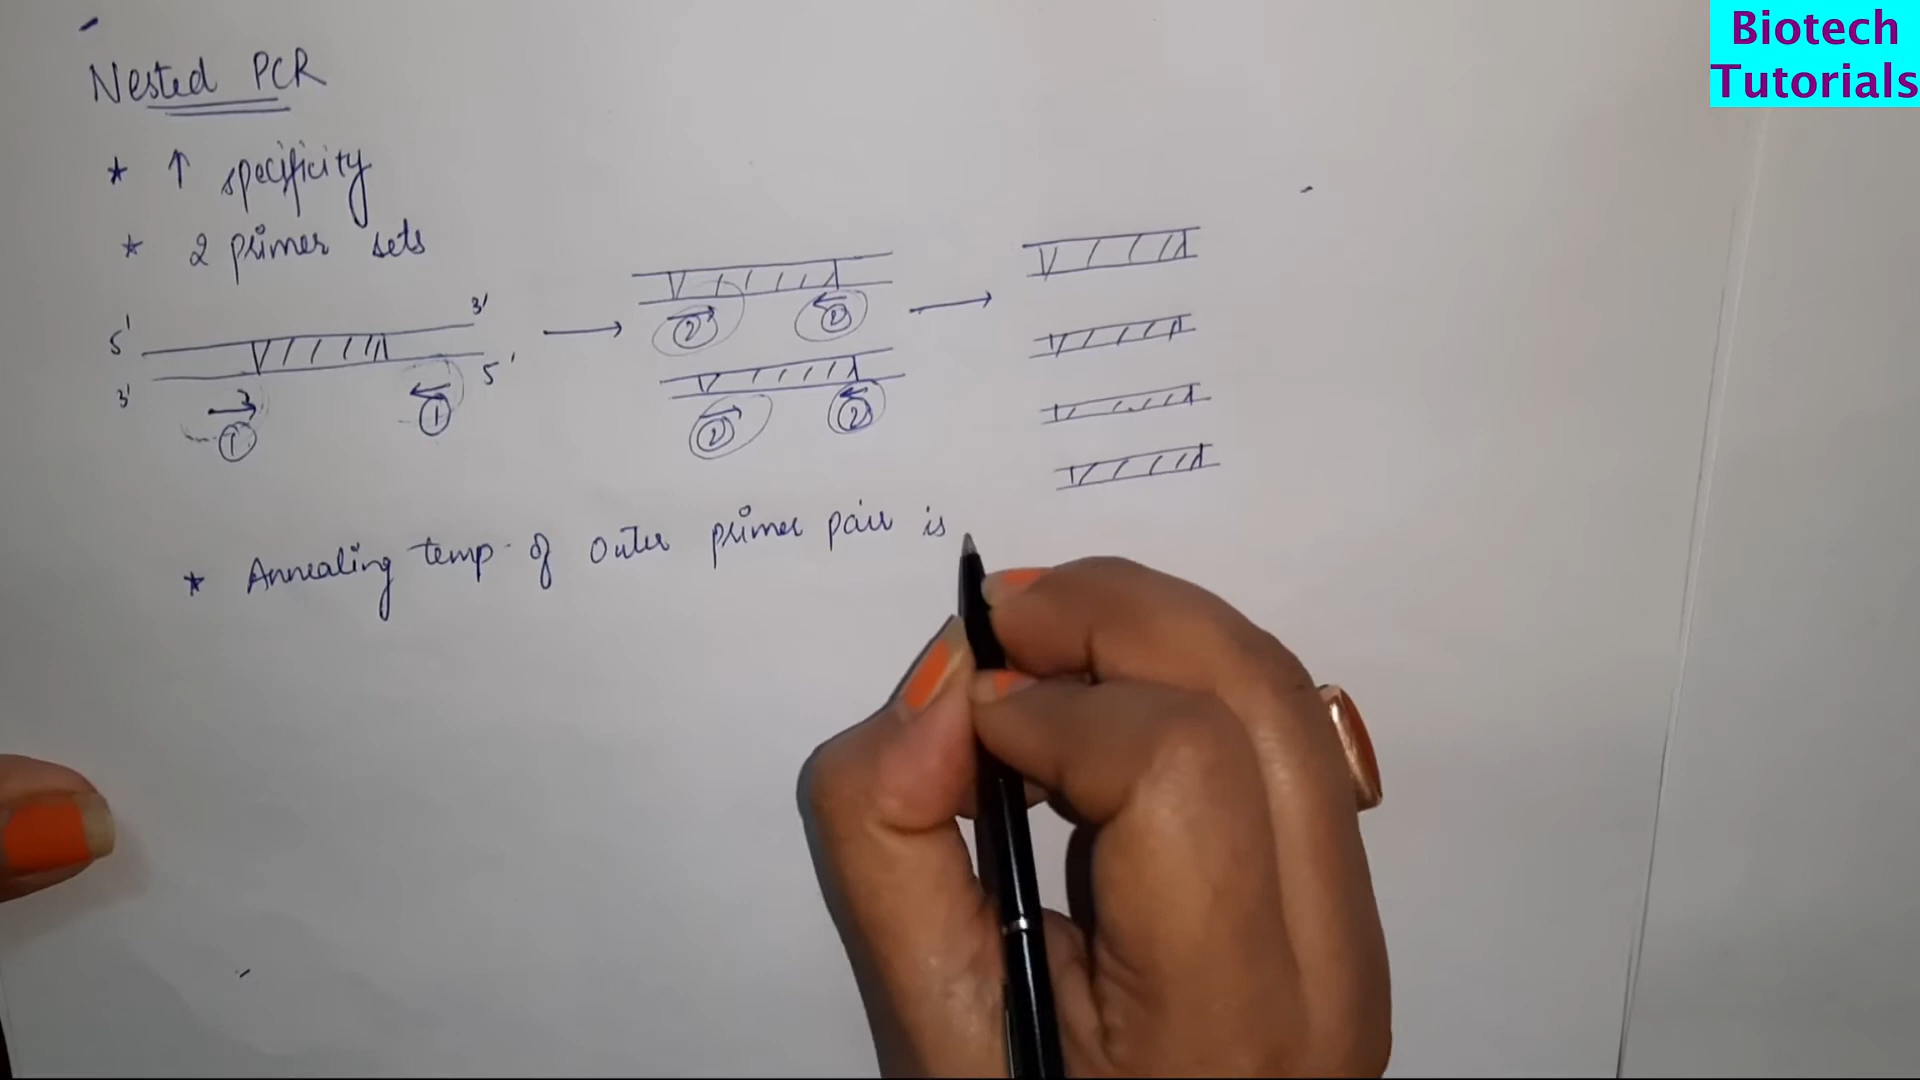 Biotech
Tutorials
Nested PCR
* ↑ specificity
* 2 primer sets
5' 3'
3' 5'
1 1
2 2
2 2
* Annealing temp. of outer primer pair is